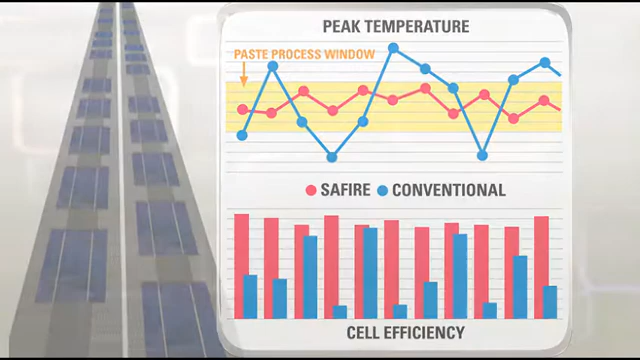 PEAK TEMPERATURE
PASTE PROCESS WINDOW
SAFIRE CONVENTIONAL
CELL EFFICIENCY